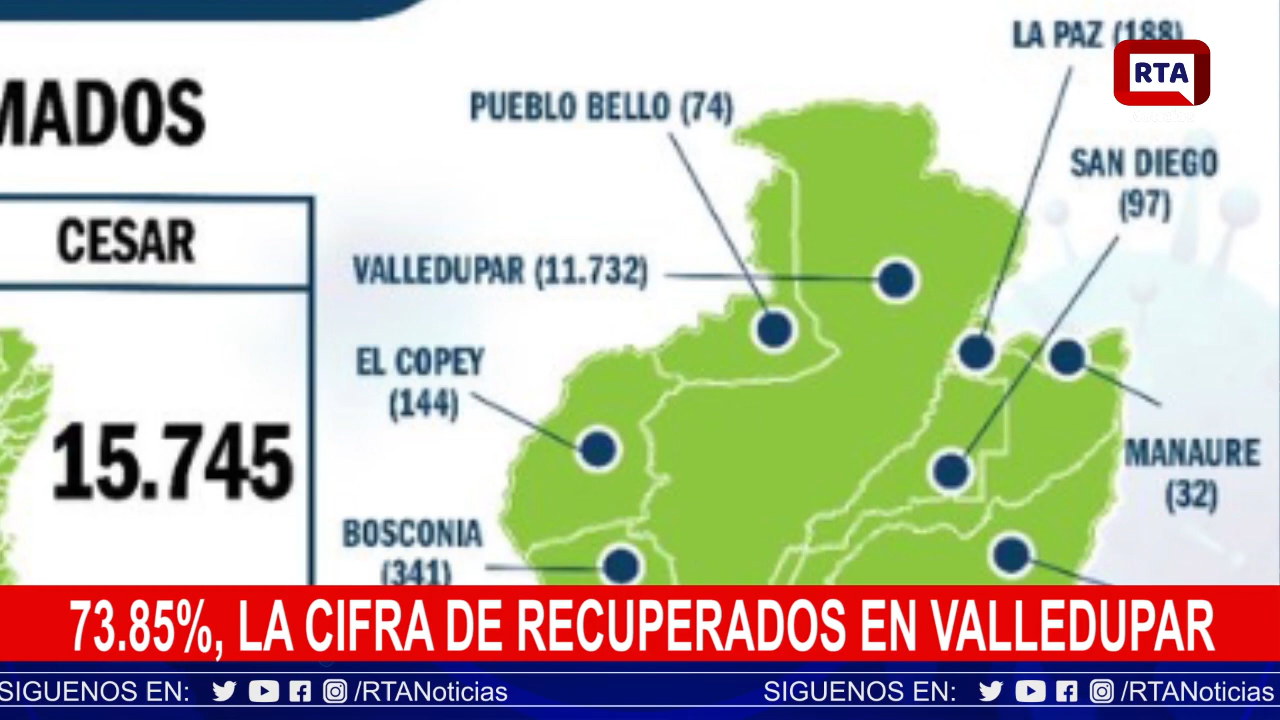 LA PAZ (188)
RTA
MADOS
PUEBLO BELLO (74)
SAN DIEGO
(97)
CESAR
VALLEDUPAR (11.732)
EL COPEY
(144)
15.745
MANAURE
(32)
BOSCONIA
(341)
73.85%, LA CIFRA DE RECUPERADOS EN VALLEDUPAR
SIGUENOS EN: /RTANoticias SIGUENOS EN: /RTANoticias